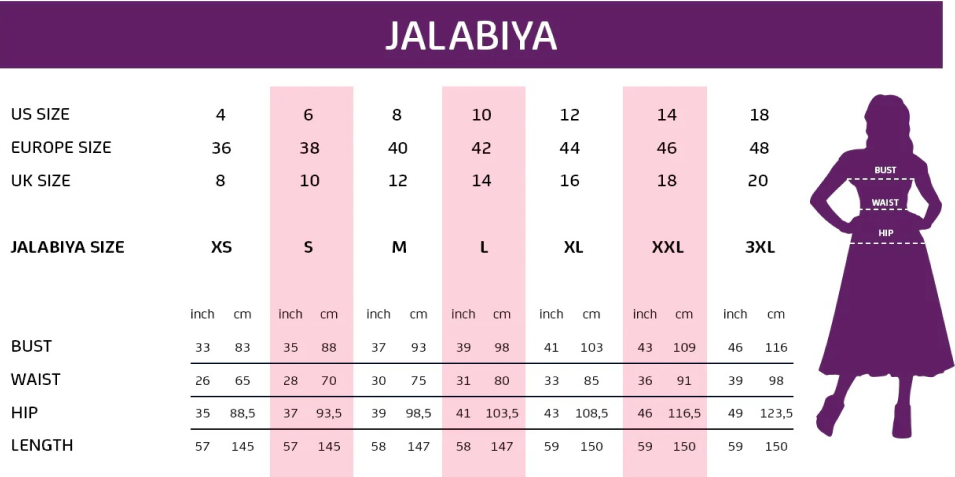 JALABIYA
US SIZE 4 6 8 10 12 14 18
EUROPE SIZE 36 38 40 42 44 46 48
UK SIZE 8 10 12 14 16 18 20
JALABIYA SIZE XS S M L XL XXL 3XL
inch cm inch cm inch cm inch cm inch cm inch cm inch cm
BUST 33 83 35 88 37 93 39 98 41 103 43 109 46 116
WAIST 26 65 28 70 30 75 31 80 33 85 36 91 39 98
HIP 35 88,5 37 93,5 39 98,5 41 103,5 43 108,5 46 116,5 49 123,5
LENGTH 57 145 57 145 58 147 58 147 59 150 59 150 59 150
BUST
WAIST
HIP